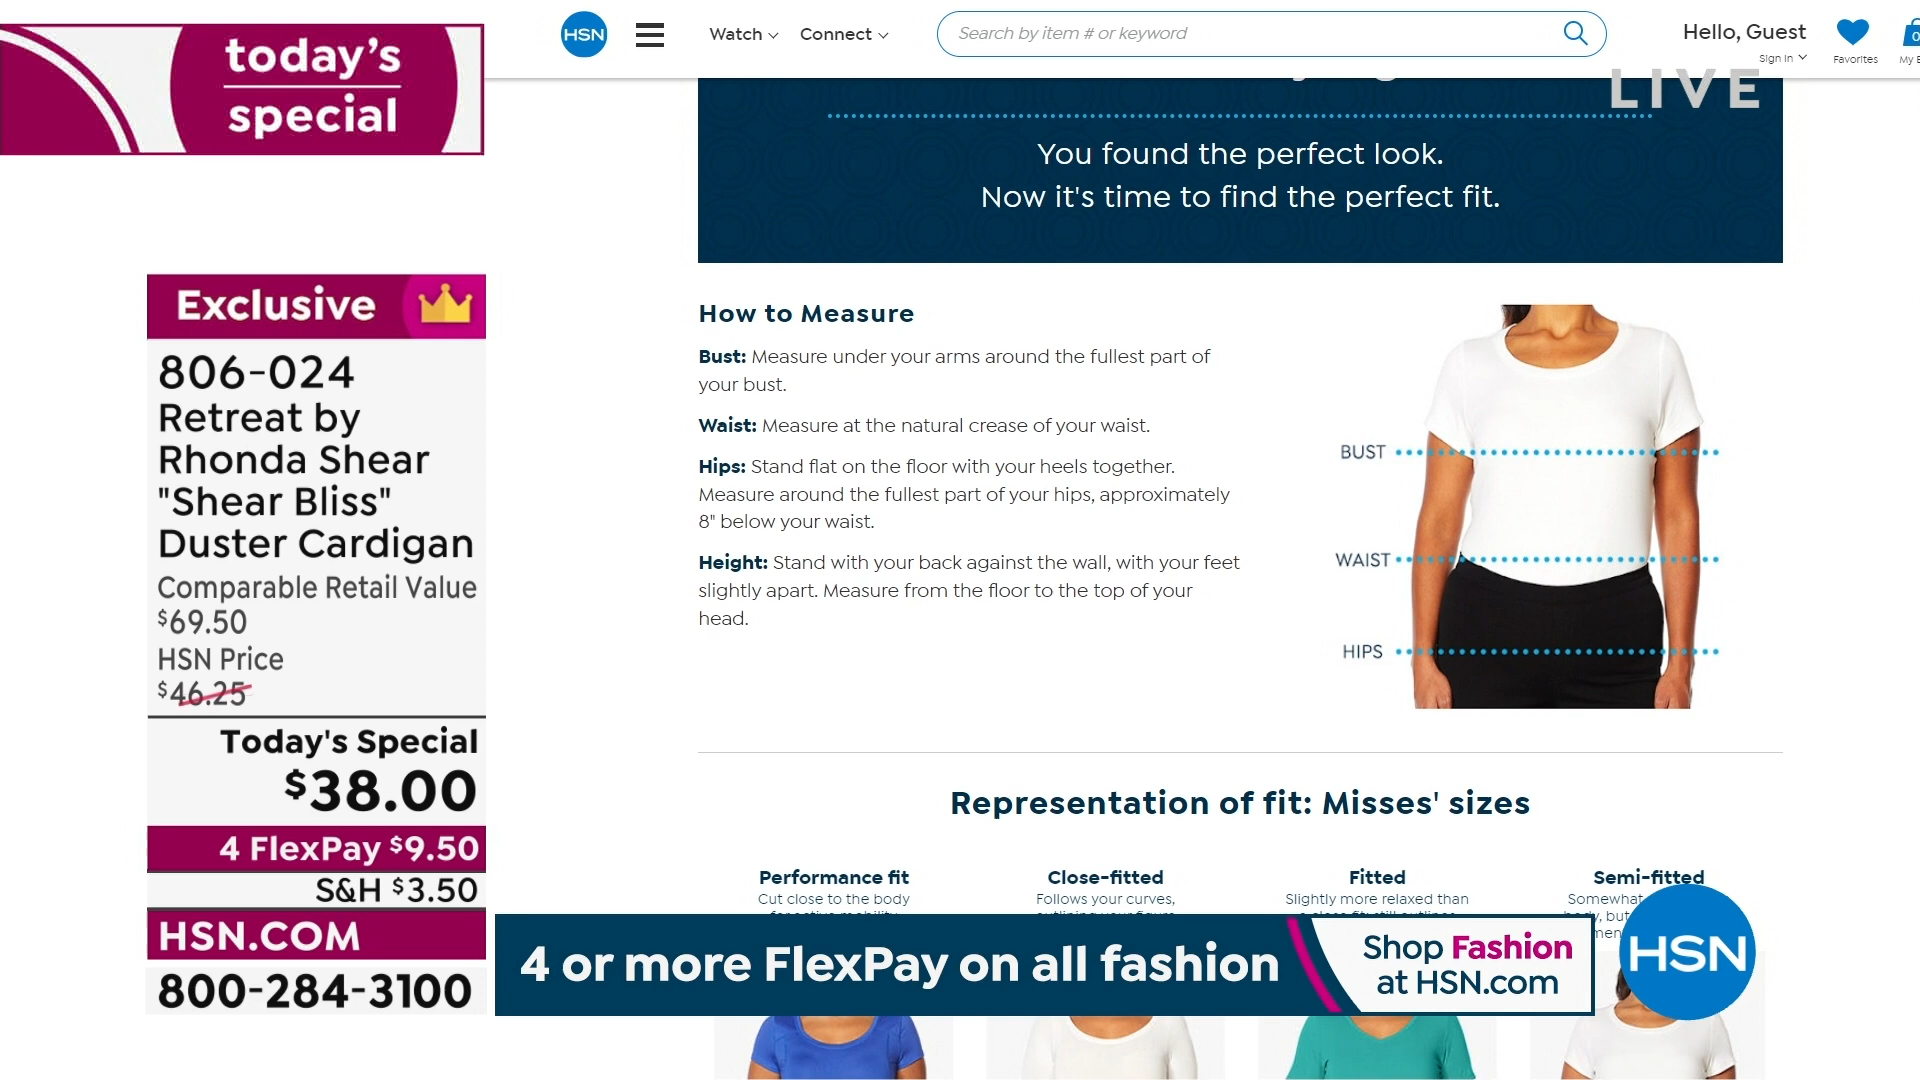 today's
special
HSN
Watch
Connect
Search by item # or keyword
Hello, Guest
Sign In
Favorites
0
LIVE
You found the perfect look.
Now it's time to find the perfect fit.
Exclusive
806-024
Retreat by
Rhonda Shear
"Shear Bliss"
Duster Cardigan
Comparable Retail Value
$69.50
HSN Price
$46.25
Today's Special
$38.00
4 FlexPay $9.50
S&H $3.50
HSN.COM
800-284-3100
How to Measure
Bust: Measure under your arms around the fullest part of
your bust.
Waist: Measure at the natural crease of your waist.
Hips: Stand flat on the floor with your heels together.
Measure around the fullest part of your hips, approximately
8" below your waist.
Height: Stand with your back against the wall, with your feet
slightly apart. Measure from the floor to the top of your
head.
BUST
WAIST
HIPS
Representation of fit: Misses' sizes
Performance fit
Cut close to the body
Close-fitted
Follows your curves,
Fitted
Slightly more relaxed than
Semi-fitted
Somewhat
4 or more FlexPay on all fashion
Shop Fashion
at HSN.com
HSN